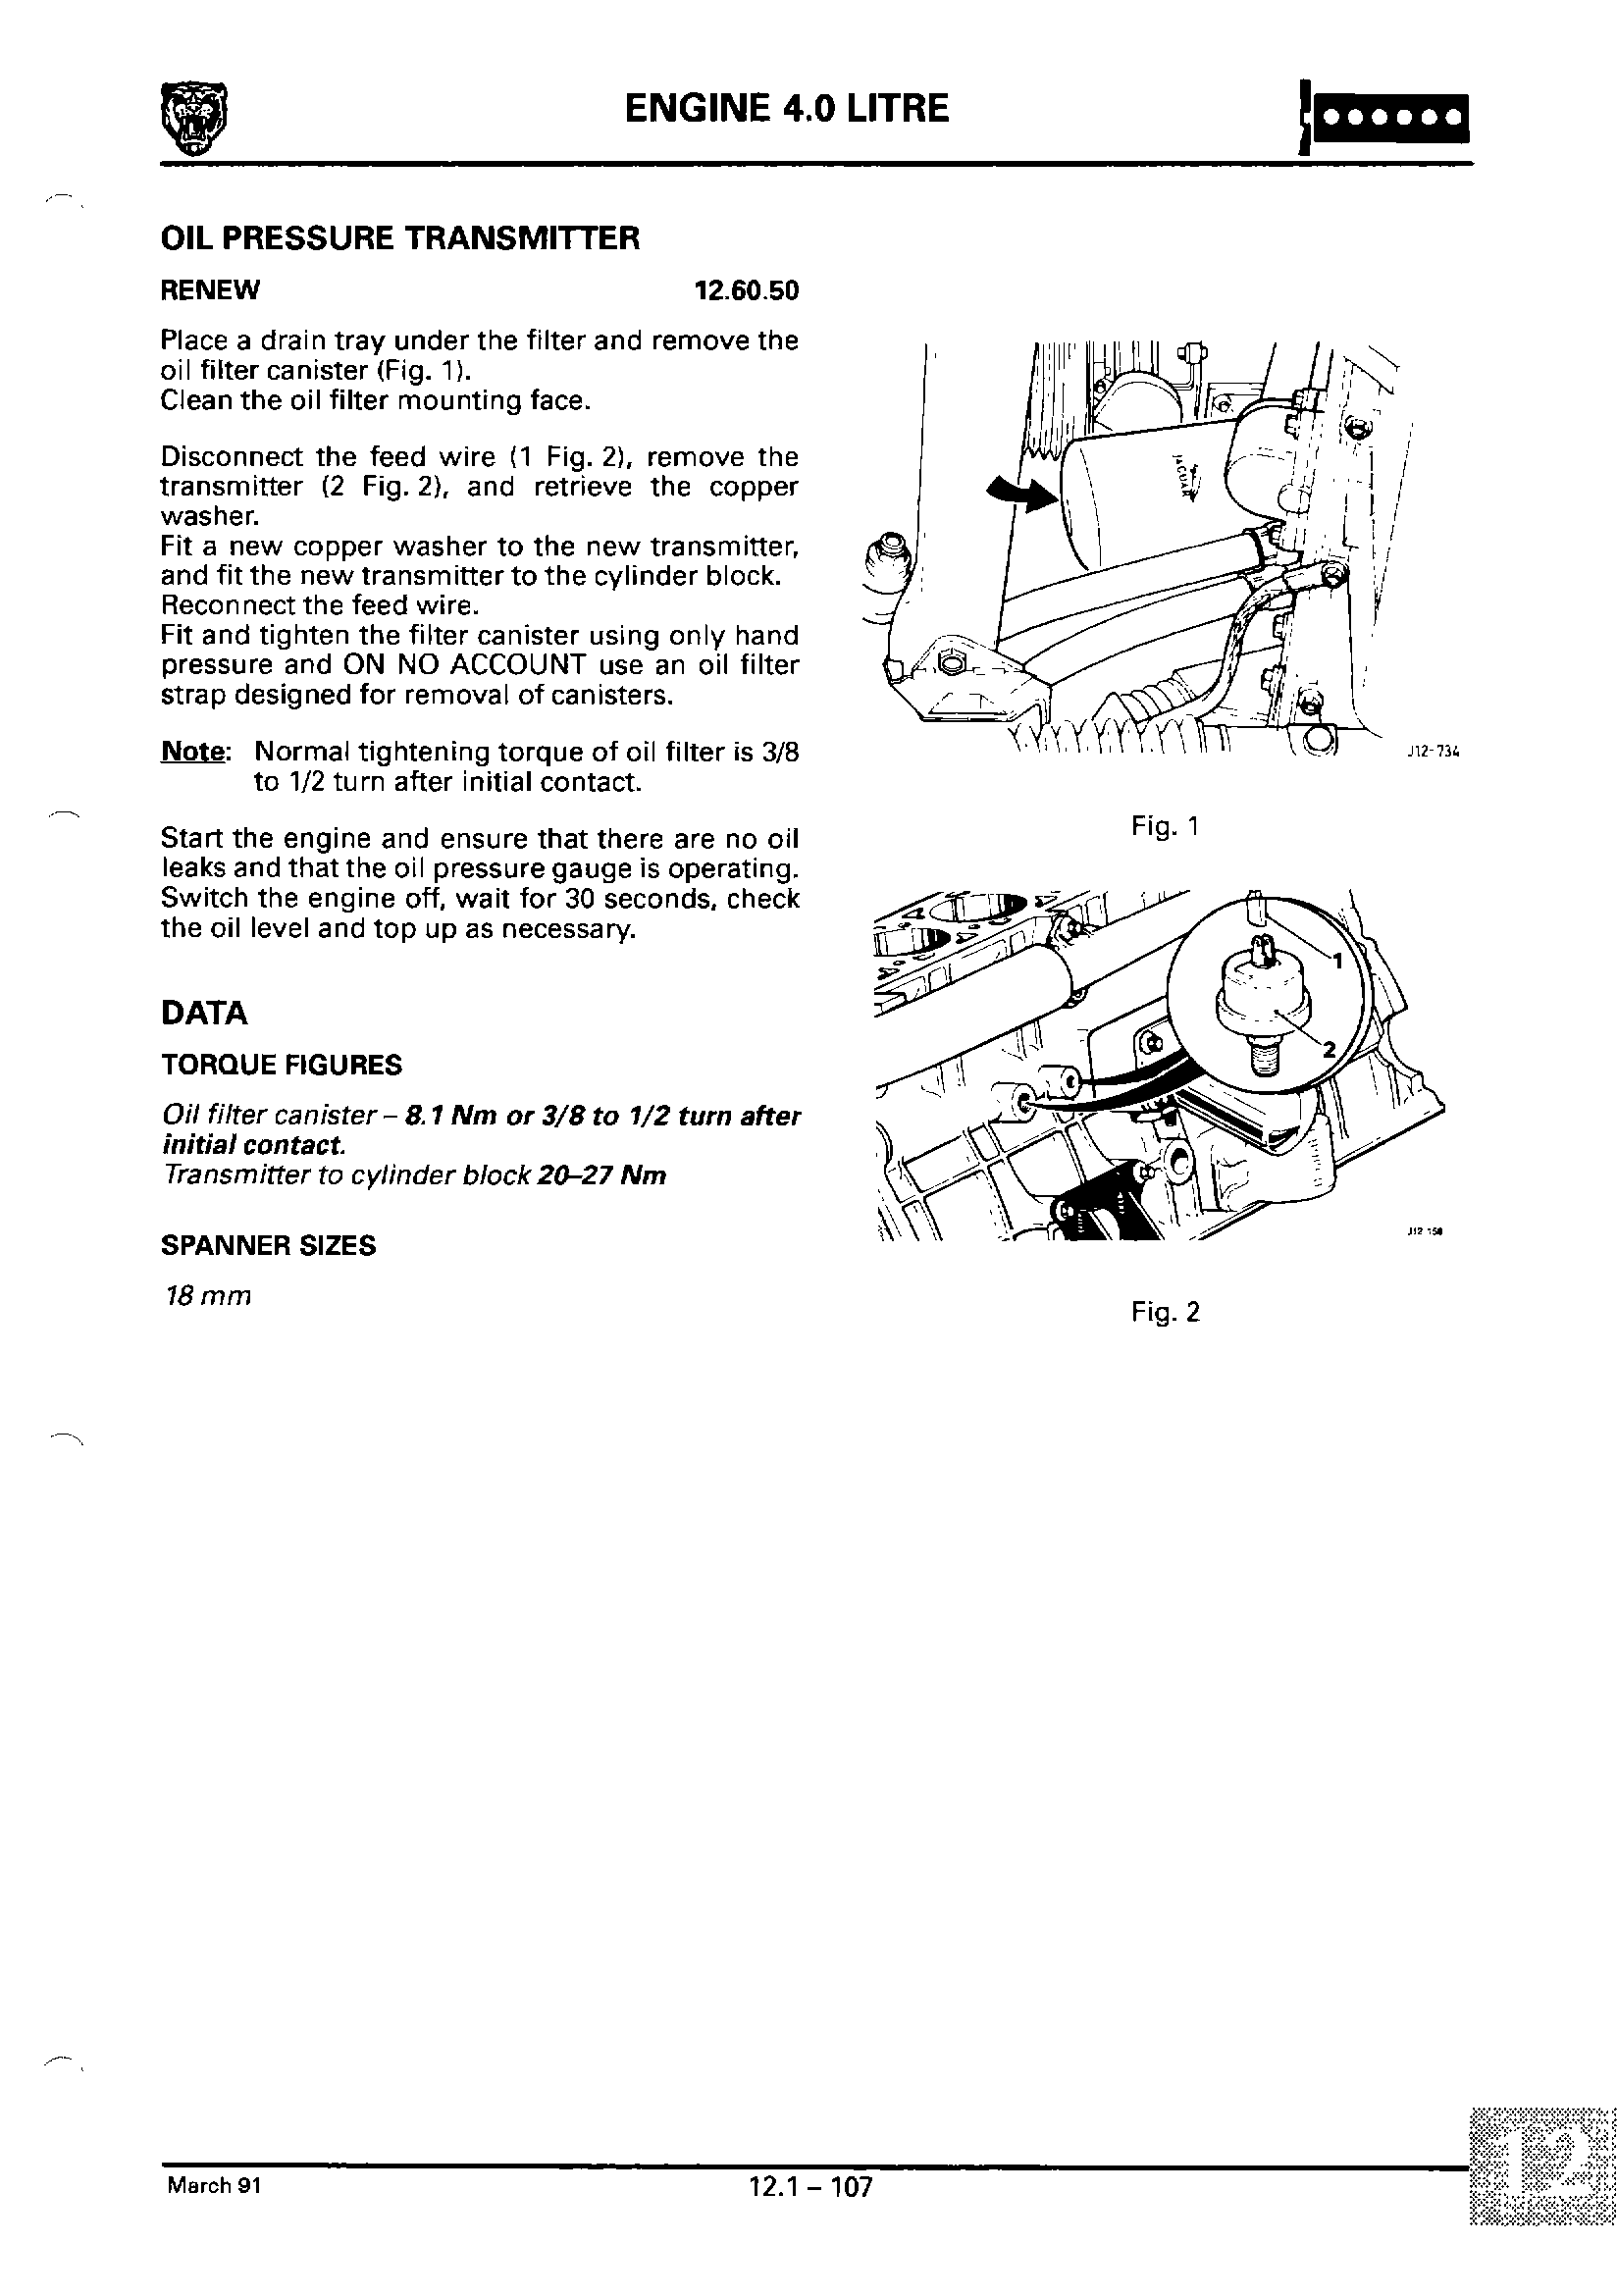 ENGINE 4.0 LITRE
OIL PRESSURE TRANSMITTER
RENEW 12.60.50
Place a drain tray under the filter and remove the
oil filter canister (Fig. 1).
Clean the oil filter mounting face.
Disconnect the feed wire (1 Fig. 2), remove the
transmitter (2 Fig. 2), and retrieve the copper
washer.
Fit a new copper washer to the new transmitter,
and fit the new transmitter to the cylinder block.
Reconnect the feed wire.
Fit and tighten the filter canister using only hand
pressure and ON NO ACCOUNT use an oil filter
strap designed for removal of canisters.
Note: Normal tightening torque of oil filter is 3/8
to 1/2 turn after initial contact.
Start the engine and ensure that there are no oil
leaks and that the oil pressure gauge is operating.
Switch the engine off, wait for 30 seconds, check
the oil level and top up as necessary.
DATA
TORQUE FIGURES
Oil filter canister – 8.1 Nm or 3/8 to 1/2 turn after
initial contact.
Transmitter to cylinder block 20–27 Nm
SPANNER SIZES
18 mm
JAGUAR
J12-734
Fig. 1
1
2
J12 158
Fig. 2
March 91
12.1 – 107
12